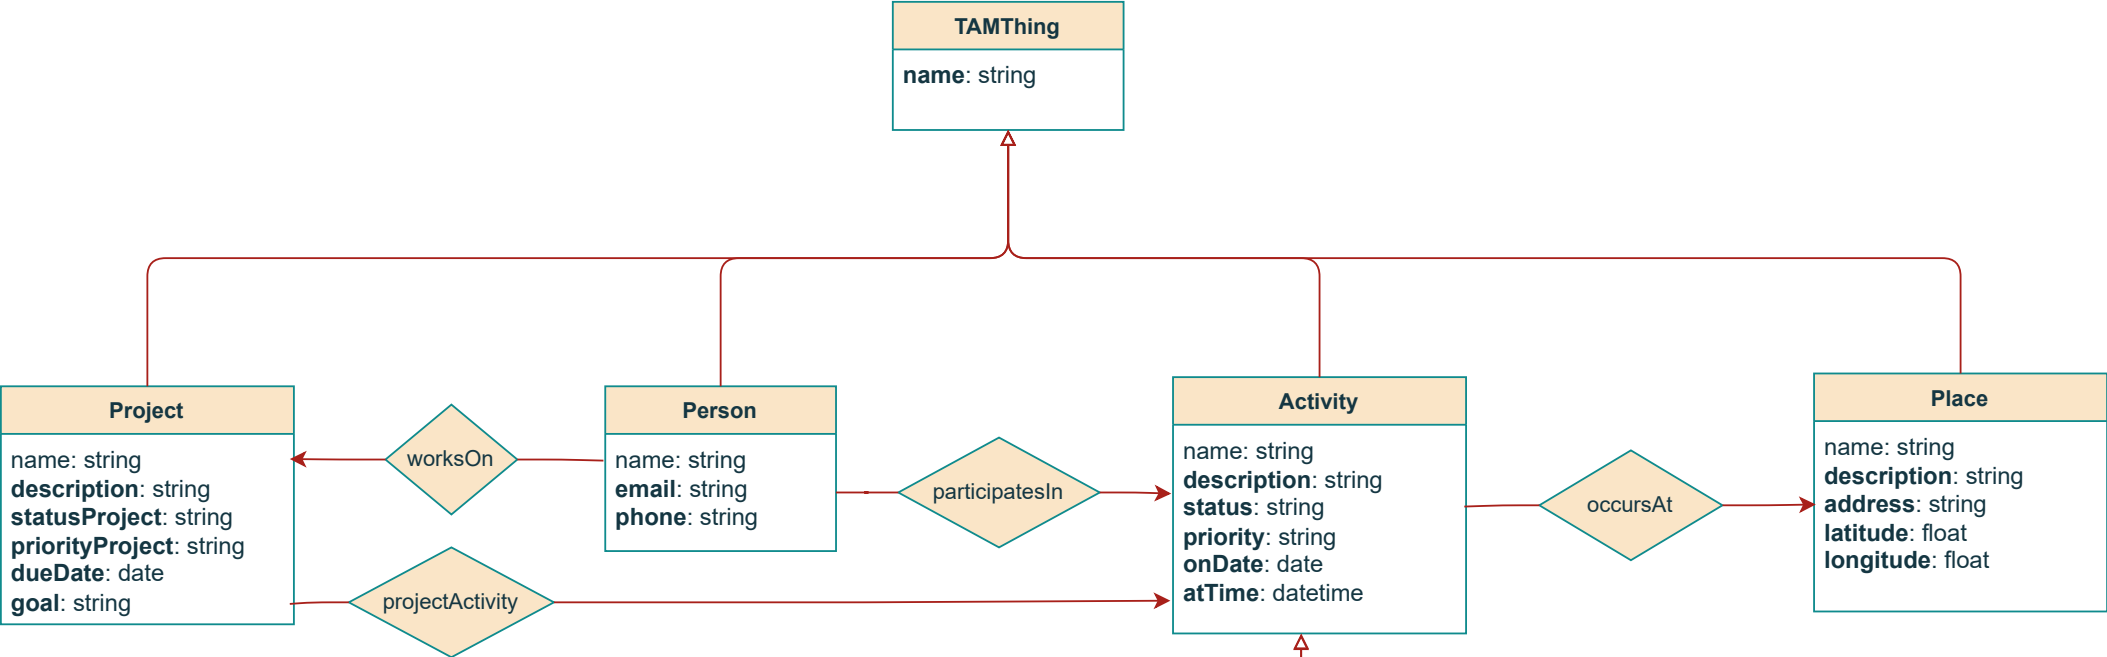 TAMThing
name: string
Project
name: string
description: string
statusProject: string
priorityProject: string
dueDate: date
goal: string
worksOn
projectActivity
Person
name: string
email: string
phone: string
participatesIn
Activity
name: string
description: string
status: string
priority: string
onDate: date
atTime: datetime
occursAt
Place
name: string
description: string
address: string
latitude: float
longitude: float